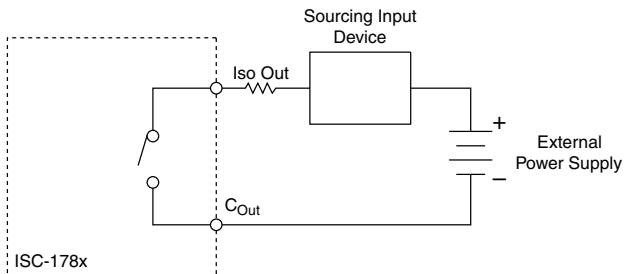 Sourcing Input
Device
Iso Out
+
External
Power Supply
–
C_Out
ISC-178x